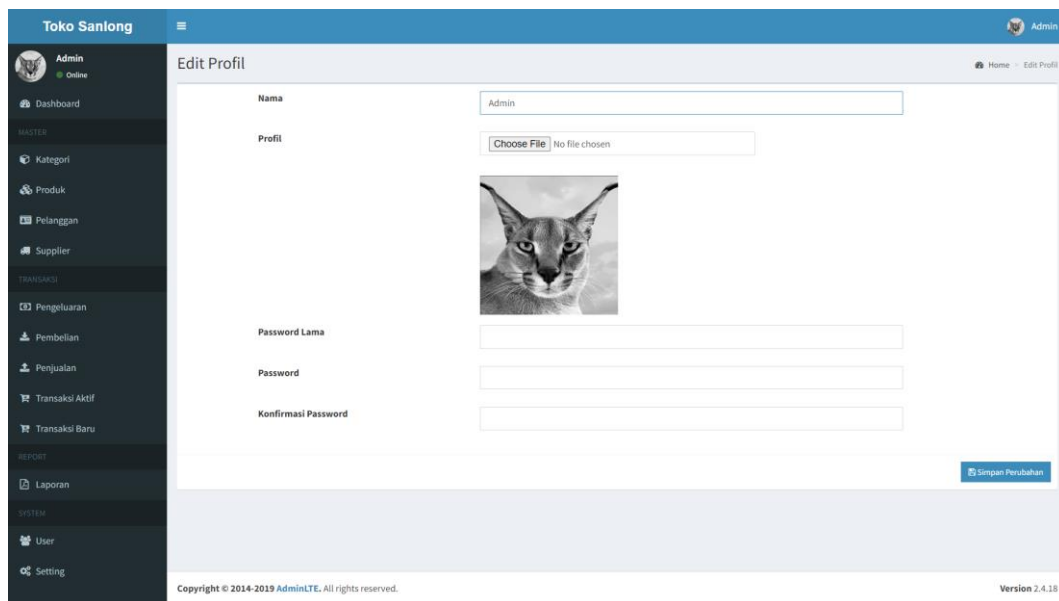 Toko Sanlong
Admin
Admin
Online
Edit Profil
Home > Edit Profil
Dashboard
MASTER
Kategori
Produk
Pelanggan
Supplier
TRANSAKSI
Pengeluaran
Pembelian
Penjualan
Transaksi Aktif
Transaksi Baru
REPORT
Laporan
SYSTEM
User
Setting
Nama
Admin
Profil
Choose File No file chosen
Password Lama
Password
Konfirmasi Password
Simpan Perubahan
Copyright © 2014-2019 AdminLTE. All rights reserved.
Version 2.4.18